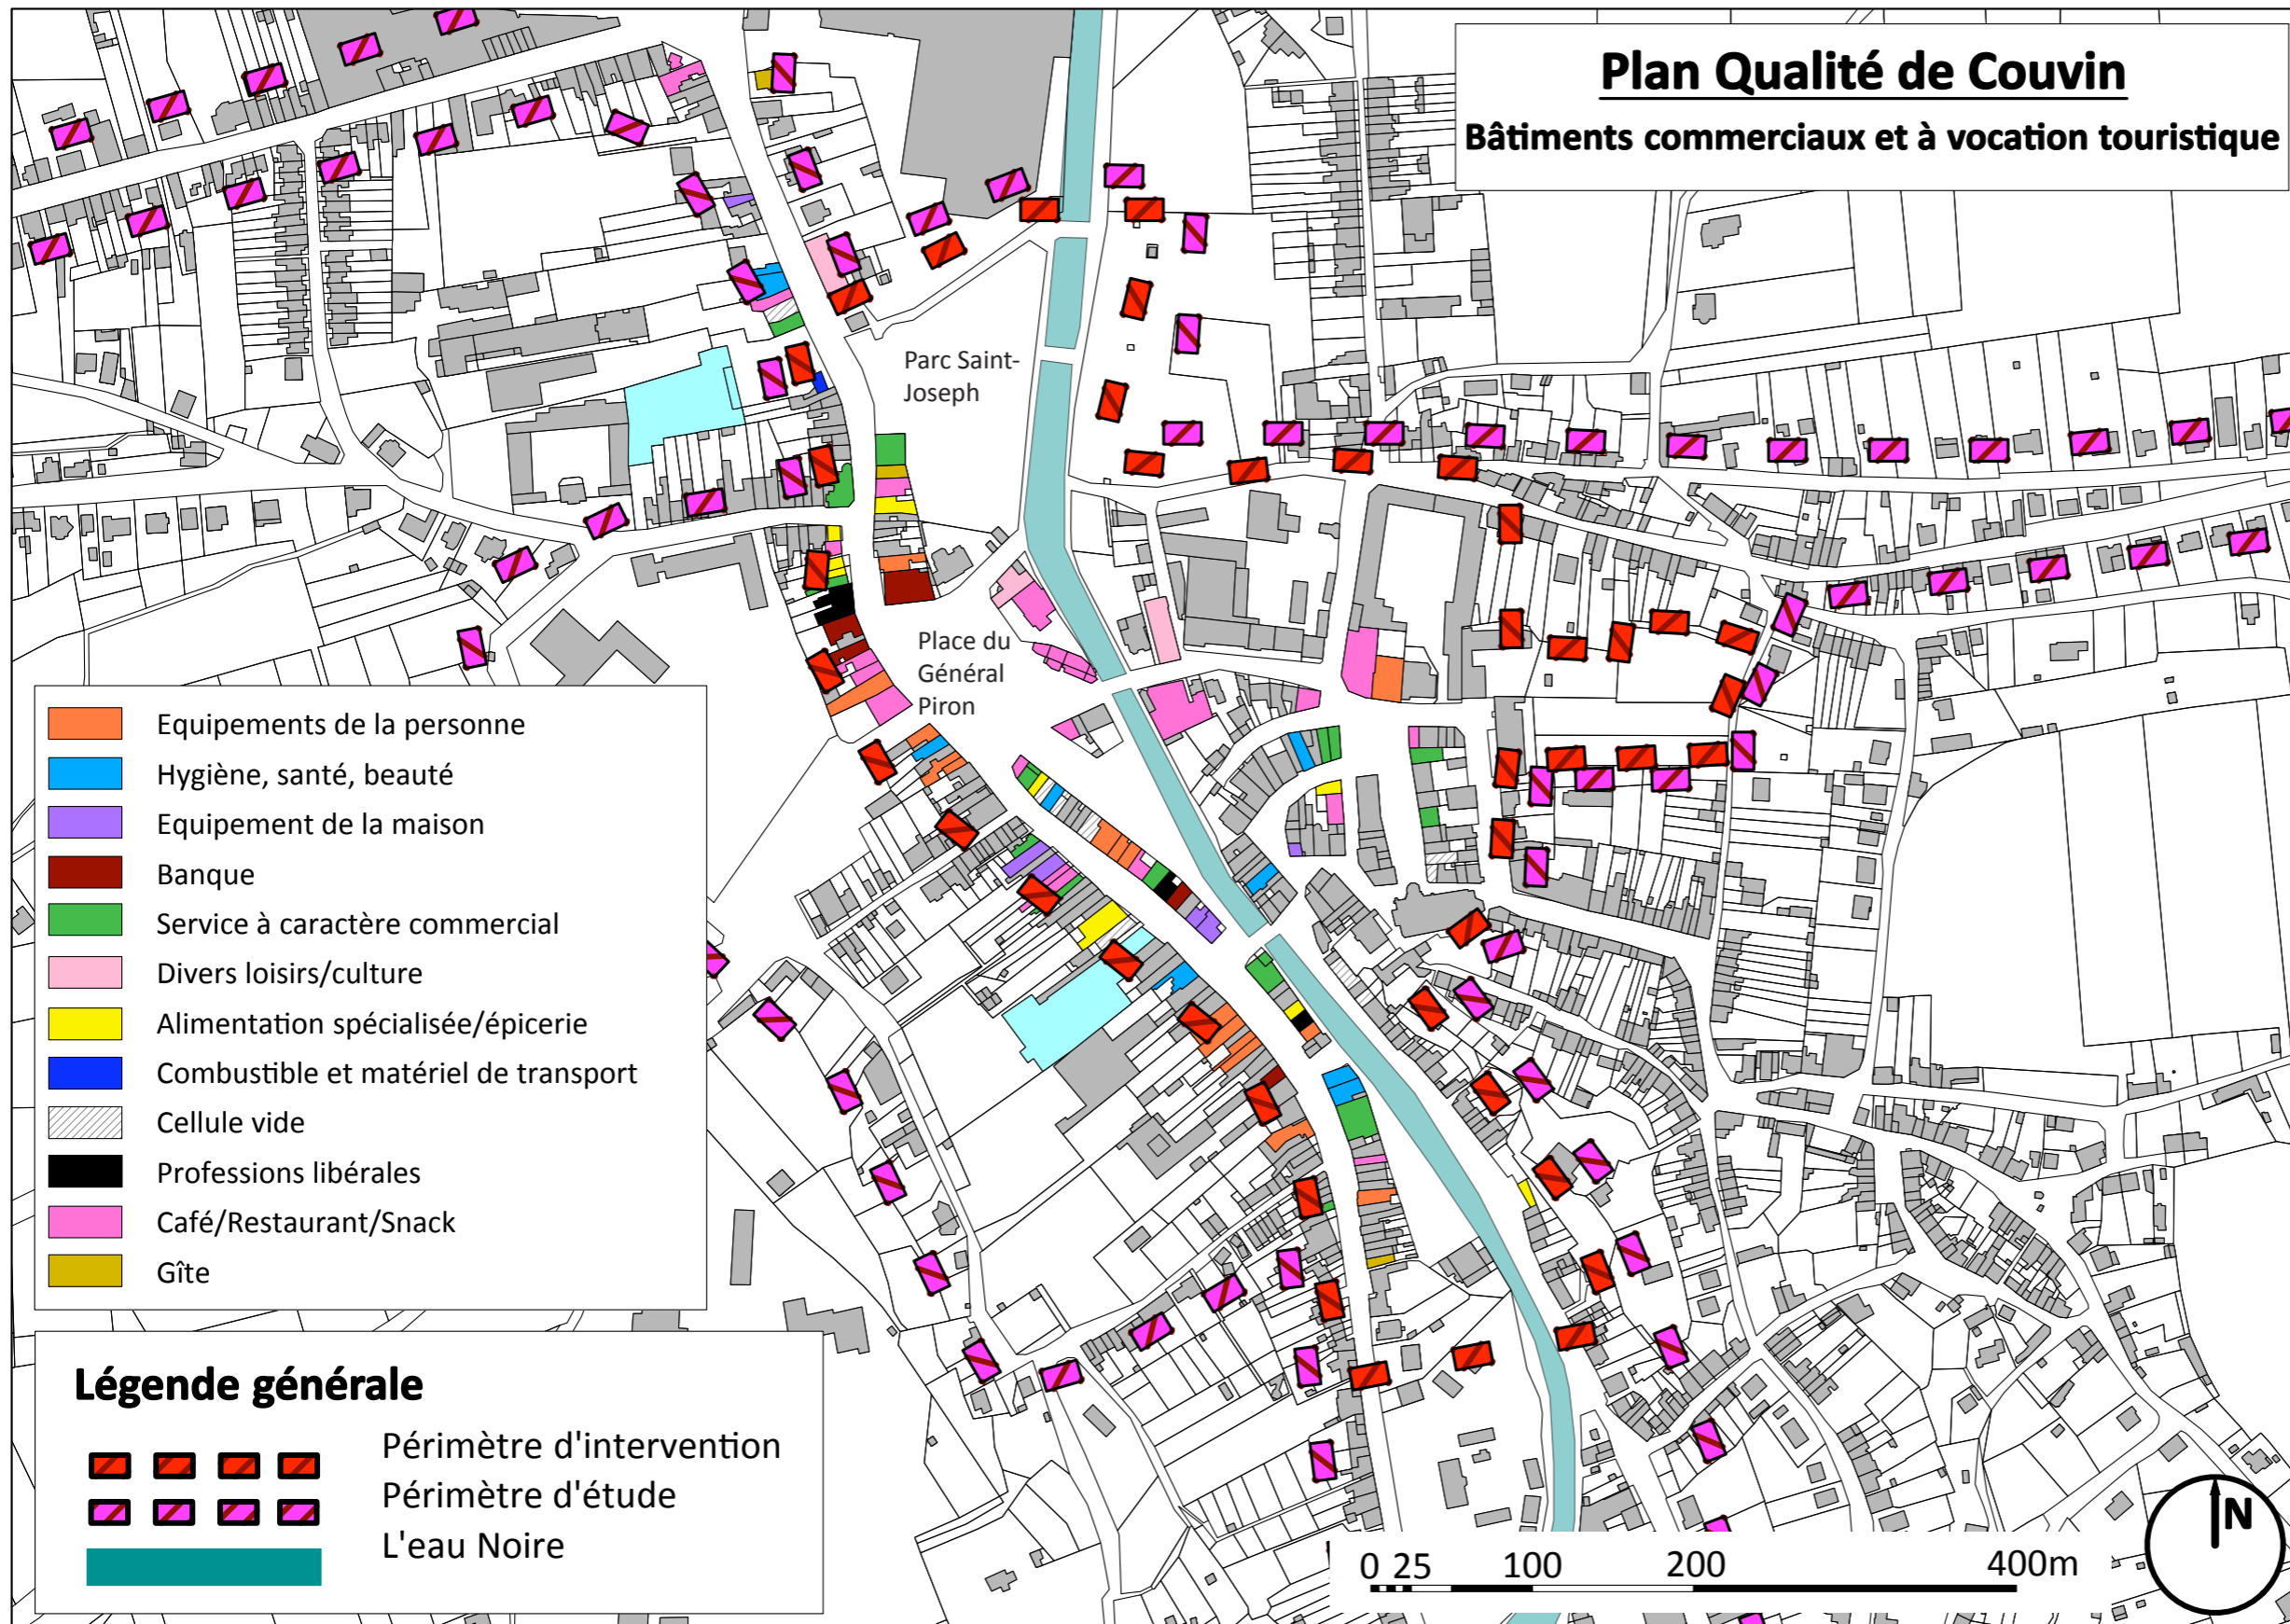 Plan Qualité de Couvin
Bâtiments commerciaux et à vocation touristique
Parc Saint-
Joseph
Place du
Général
Piron
Equipements de la personne
Hygiène, santé, beauté
Equipement de la maison
Banque
Service à caractère commercial
Divers loisirs/culture
Alimentation spécialisée/épicerie
Combustible et matériel de transport
Cellule vide
Professions libérales
Café/Restaurant/Snack
Gîte
Légende générale
Périmètre d'intervention
Périmètre d'étude
L'eau Noire
0 25 100 200 400m
N